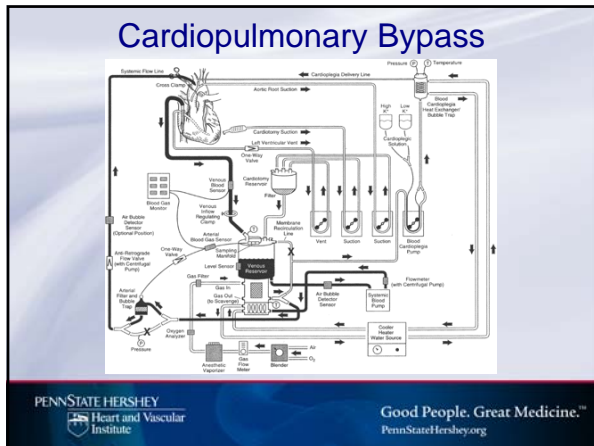 Cardiopulmonary Bypass
Systemic Flow Line
Cross Clamp
Cardioplegia Delivery Line
Aortic Root Suction
Pressure
P
T
Temperature
Blood
Cardioplegia
Heat Exchanger/
Bubble Trap
High
K+
Low
K+
Cardioplegic
Solution
Cardiotomy Suction
Left Ventricular Vent
One-Way
Valve
Cardiotomy
Reservoir
Filter
Venous
Blood
Sensor
Blood Gas
Monitor
Venous
Inflow
Regulating
Clamp
Membrane
Recirculation
Line
Vent
Suction
Suction
Blood
Cardioplegia
Pump
Air Bubble
Detector
Sensor
(Optional Position)
Arterial
Blood Gas Sensor
One-Way
Valve
Sampling
Manifold
T
X
Anti-Retrograde
Flow Valve
(with Centrifugal
Pump)
Level Sensor
Venous
Reservoir
Flowmeter
(with Centrifugal Pump)
Gas Filter
Gas In
Gas Out
(to Scavenge)
T
Air Bubble
Detector
Sensor
Systemic
Blood
Pump
Arterial
Filter and
Bubble
Trap
X
P
Pressure
Oxygen
Analyzer
Cooler
Heater
Water Source
Anesthetic
Vaporizer
Gas
Flow
Meter
Blender
Air
O2
PENNSTATE HERSHEY
Heart and Vascular
Institute
Good People. Great Medicine.™
PennStateHershey.org